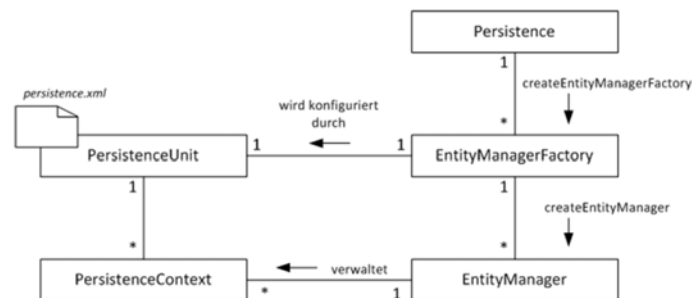 Persistence
1
createEntityManagerFactory
persistence.xml
wird konfiguriert
durch
*
PersistenceUnit
1
1
EntityManagerFactory
1
1
createEntityManager
*
*
PersistenceContext
verwaltet
*
1
EntityManager